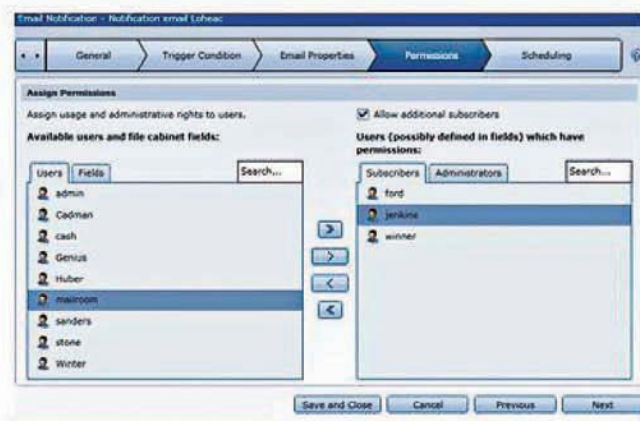 Email Notification - Notification email Loheac
General
Trigger Condition
Email Properties
Permissions
Scheduling
Assign Permissions
Assign usage and administrative rights to users.
Allow additional subscribers
Available users and file cabinet fields:
Users (possibly defined in fields) which have
permissions:
Users
Fields
Search...
Subscribers
Administrators
Search...
admin
Cadman
cash
Genius
Huber
mailroom
sanders
stone
Winter
ford
jenkins
winner
Save and Close
Cancel
Previous
Next